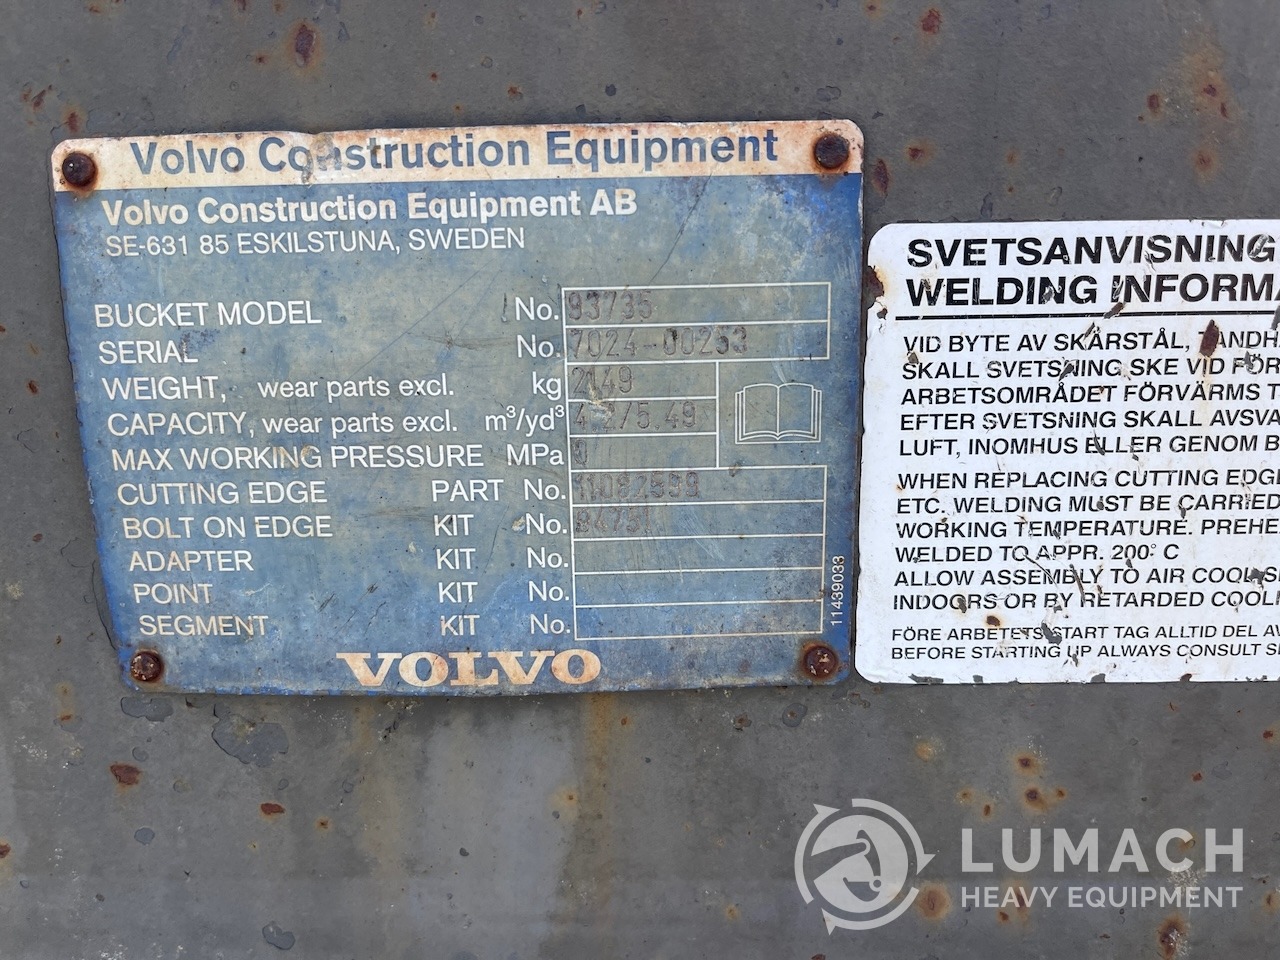 Volvo Construction Equipment
Volvo Construction Equipment AB
SE-631 85 ESKILSTUNA, SWEDEN
BUCKET MODEL No. 93735
SERIAL No. 7024-00253
WEIGHT, wear parts excl. kg 2149
CAPACITY, wear parts excl. m³/yd³ 4.2/5.49
MAX WORKING PRESSURE MPa
CUTTING EDGE PART No. 11092599
BOLT ON EDGE KIT No.
ADAPTER KIT No.
POINT KIT No.
SEGMENT KIT No.
11439033
VOLVO
SVETSANVISNING
WELDING INFORMA
VID BYTE AV SKÄRSTÅL, TANDH
SKALL SVETSNING SKE VID FÖR
ARBETSOMRÅDET FÖRVÄRMS T
EFTER SVETSNING SKALL AVSVA
LUFT, INOMHUS ELLER GENOM B
WHEN REPLACING CUTTING EDGE
ETC. WELDING MUST BE CARRIED
WORKING TEMPERATURE. PREHE
WELDED TO APPR. 200° C
ALLOW ASSEMBLY TO AIR COOL
INDOORS OR BY RETARDED COOLI
FÖRE ARBETETS START TAG ALLTID DEL AV
BEFORE STARTING UP ALWAYS CONSULT
LUMACH
HEAVY EQUIPMENT